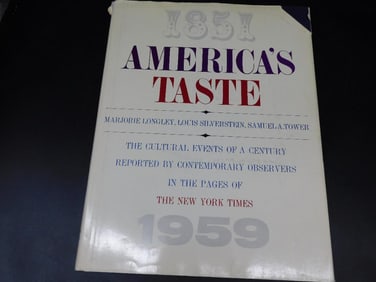 1851
AMERICA'S
TASTE
MARJORIE LONGLEY, LOUIS SILVERSTEIN, SAMUEL A. TOWER
THE CULTURAL EVENTS OF A CENTURY
REPORTED BY CONTEMPORARY OBSERVERS
IN THE PAGES OF
THE NEW YORK TIMES
1959